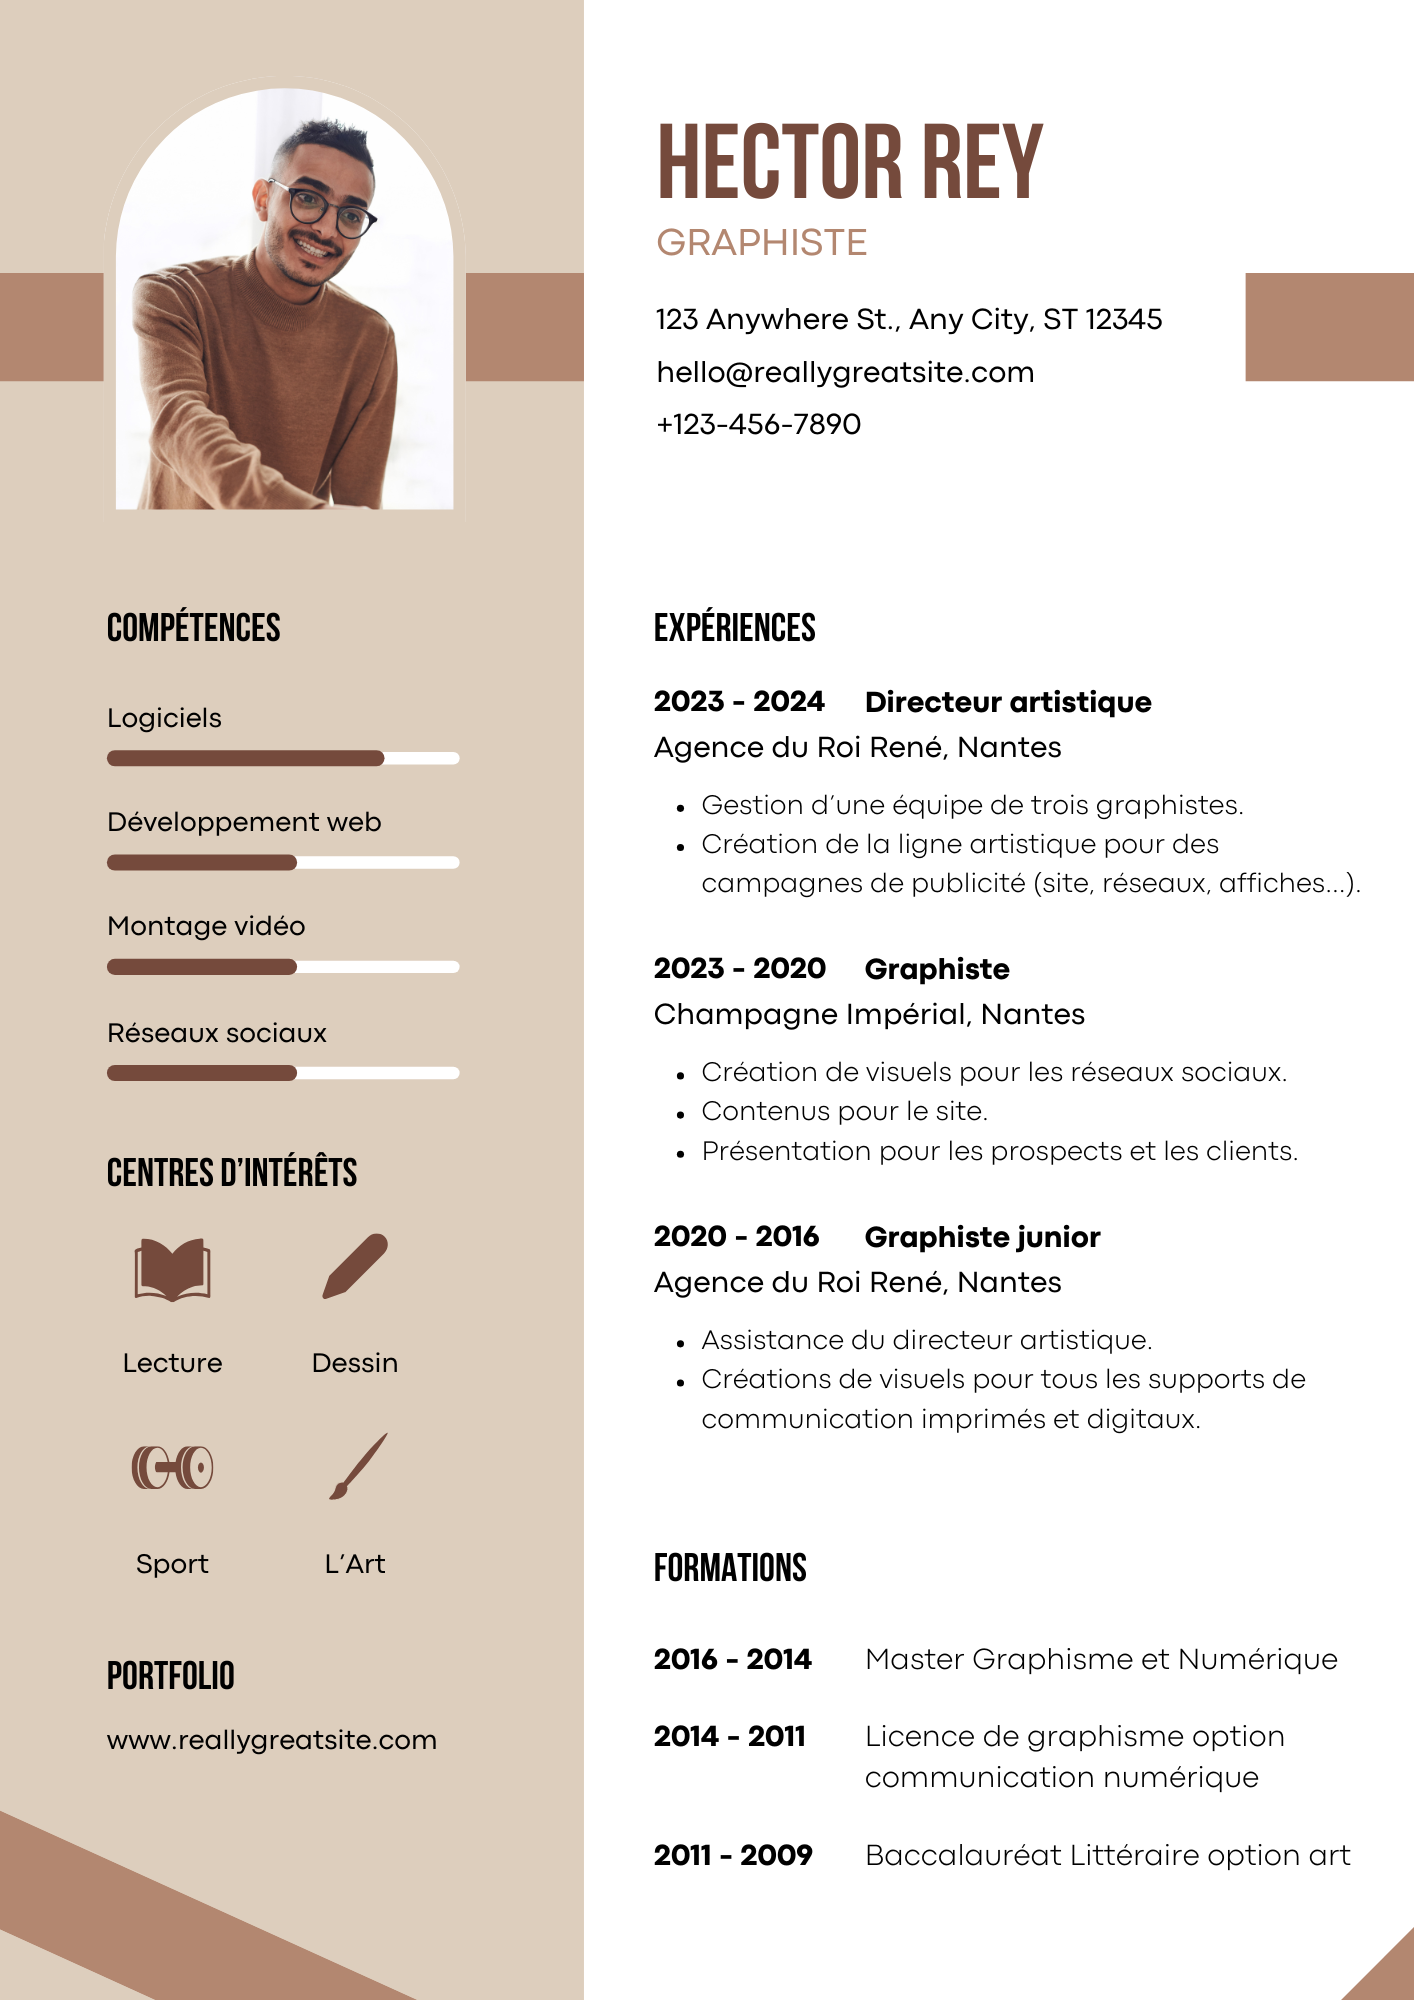 HECTOR REY
GRAPHISTE
123 Anywhere St., Any City, ST 12345
hello@reallygreatsite.com
+123-456-7890
COMPÉTENCES
Logiciels
Développement web
Montage vidéo
Réseaux sociaux
CENTRES D'INTÉRÊTS
Lecture
Dessin
Sport
L'Art
PORTFOLIO
www.reallygreatsite.com
EXPÉRIENCES
2023 - 2024 Directeur artistique
Agence du Roi René, Nantes
• Gestion d'une équipe de trois graphistes.
• Création de la ligne artistique pour des
campagnes de publicité (site, réseaux, affiches...).
2023 - 2020 Graphiste
Champagne Impérial, Nantes
• Création de visuels pour les réseaux sociaux.
• Contenus pour le site.
• Présentation pour les prospects et les clients.
2020 - 2016 Graphiste junior
Agence du Roi René, Nantes
• Assistance du directeur artistique.
• Créations de visuels pour tous les supports de
communication imprimés et digitaux.
FORMATIONS
2016 - 2014 Master Graphisme et Numérique
2014 - 2011 Licence de graphisme option
communication numérique
2011 - 2009 Baccalauréat Littéraire option art